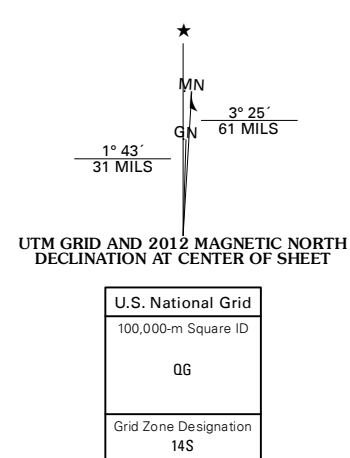 ★
MN
3° 25´
61 MILS
GN
1° 43´
31 MILS
UTM GRID AND 2012 MAGNETIC NORTH
DECLINATION AT CENTER OF SHEET
U.S. National Grid
100,000-m Square ID
QG
Grid Zone Designation
14S